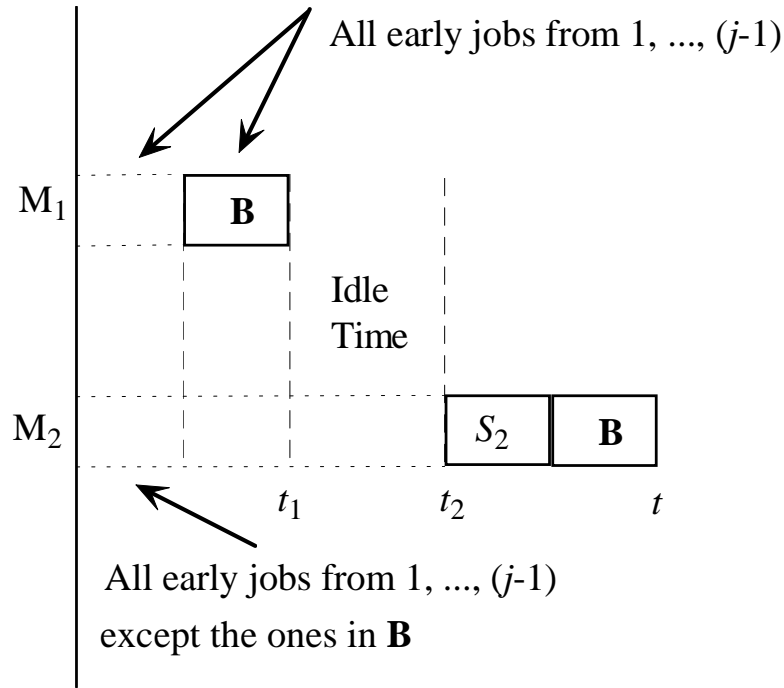 All early jobs from 1, ..., (j-1)
M₁
B
Idle
Time
M₂
S₂ B
t₁ t₂ t
All early jobs from 1, ..., (j-1)
except the ones in B